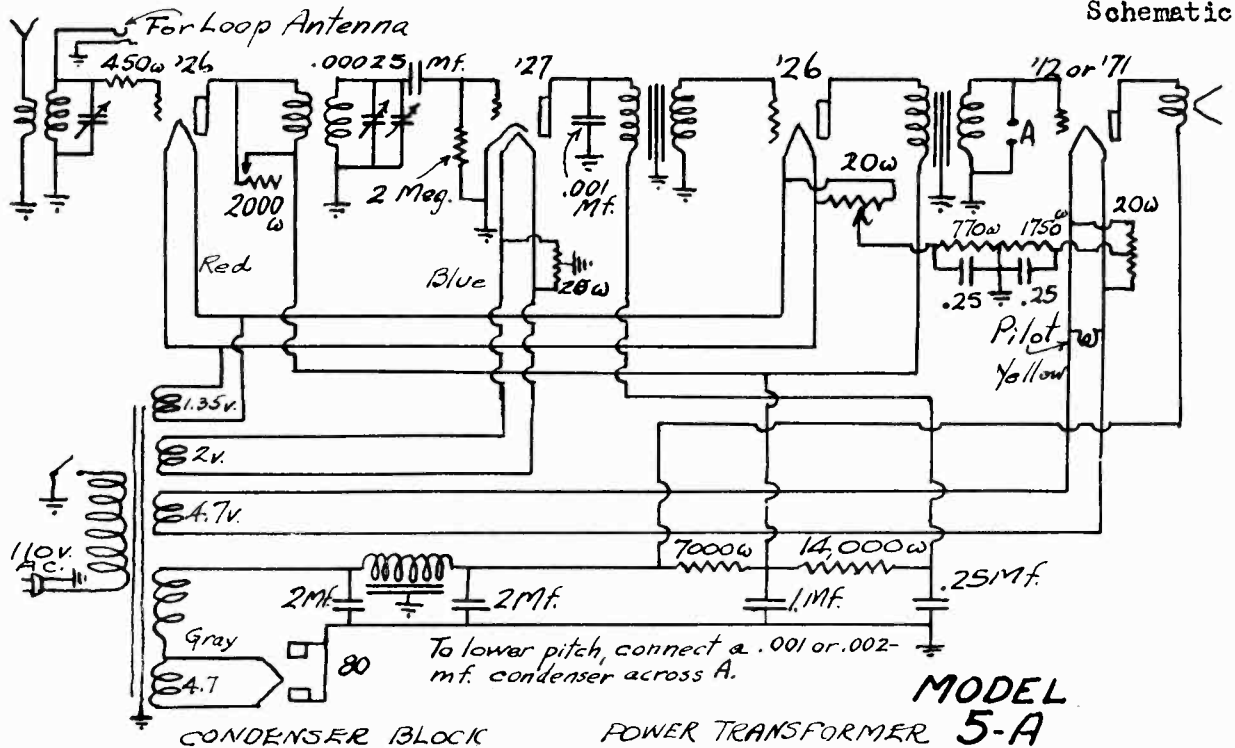 Schematic
For Loop Antenna
450ω '26 .00025 mf. '27 '26 '12 or '71
A
2000 ω
2 Meg.
.001 Mf.
20ω
770ω 1750ω
20ω
Red
Blue
20ω
.25 .25
Pilot
Yellow
1.35v.
2v.
4.7v.
110v. A.C.
7000ω 14,000ω
2Mf. 2Mf. 1Mf. .25Mf.
Gray
80
4.7
To lower pitch, connect a .001 or .002-
mf. condenser across A.
MODEL
5-A
CONDENSER BLOCK POWER TRANSFORMER